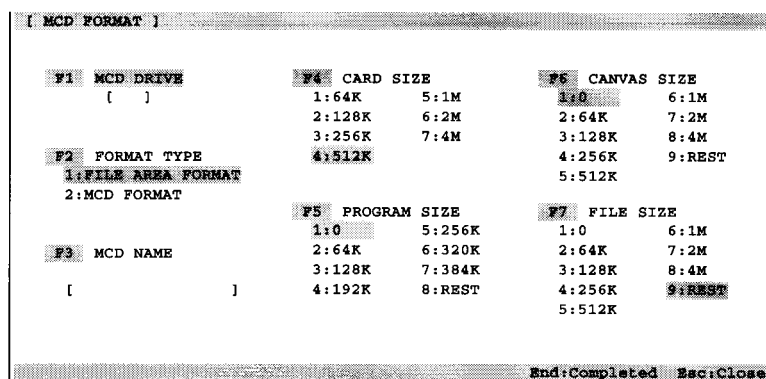 [ MCD FORMAT ]
F1 MCD DRIVE
[ ]
F2 FORMAT TYPE
1:FILE AREA FORMAT
2:MCD FORMAT
F3 MCD NAME
[ ]
F4 CARD SIZE
1:64K 5:1M
2:128K 6:2M
3:256K 7:4M
4:512K
F5 PROGRAM SIZE
1:0 5:256K
2:64K 6:320K
3:128K 7:384K
4:192K 8:REST
F6 CANVAS SIZE
1:0 6:1M
2:64K 7:2M
3:128K 8:4M
4:256K 9:REST
5:512K
F7 FILE SIZE
1:0 6:1M
2:64K 7:2M
3:128K 8:4M
4:256K 9:REST
5:512K
End:Completed Esc:Close